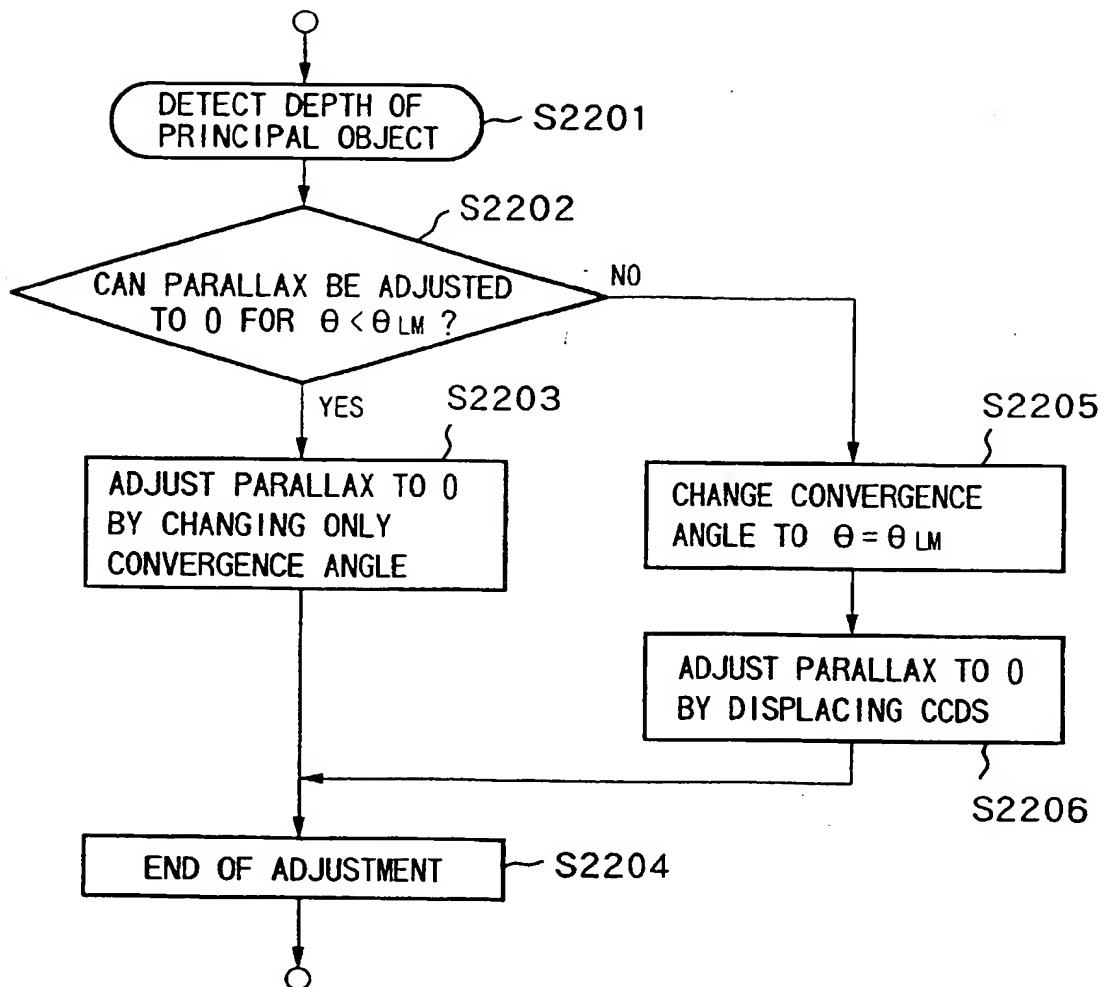 DETECT DEPTH OF
PRINCIPAL OBJECT
S2201
S2202
CAN PARALLAX BE ADJUSTED
TO 0 FOR θ < θLM ?
NO
YES
S2203
ADJUST PARALLAX TO 0
BY CHANGING ONLY
CONVERGENCE ANGLE
S2205
CHANGE CONVERGENCE
ANGLE TO θ = θLM
ADJUST PARALLAX TO 0
BY DISPLACING CCDS
S2206
END OF ADJUSTMENT
S2204